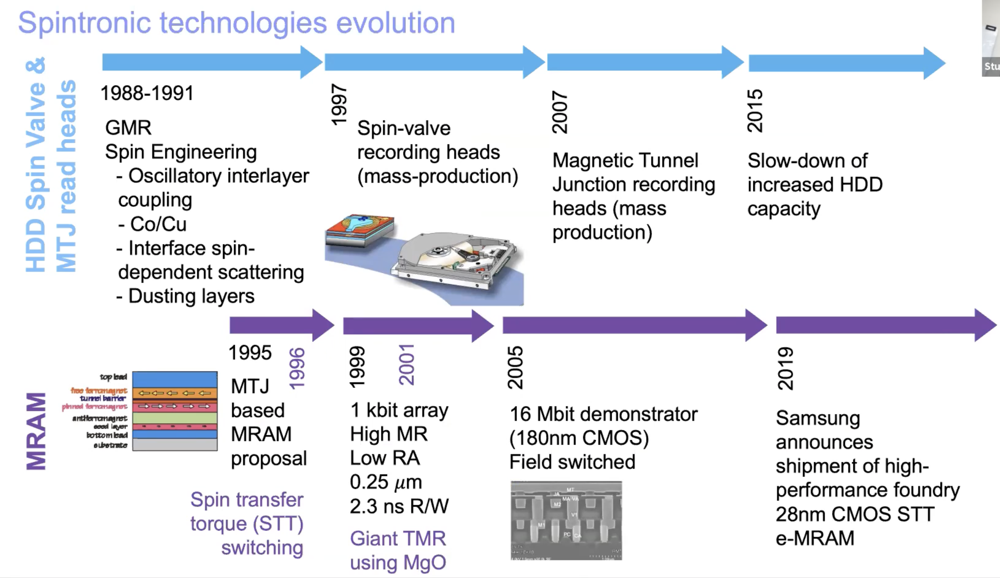 Spintronic technologies evolution
HDD Spin Valve &
MTJ read heads
1988-1991
GMR
Spin Engineering
- Oscillatory interlayer
coupling
- Co/Cu
- Interface spin-
dependent scattering
- Dusting layers
1997
Spin-valve
recording heads
(mass-production)
2007
Magnetic Tunnel
Junction recording
heads (mass
production)
2015
Slow-down of
increased HDD
capacity
Stu
MRAM
top lead
free ferromagnet
tunnel barrier
pinned ferromagnet
antiferromagnet
seed layer
bottom lead
substrate
1995
MTJ
based
MRAM
proposal
1996
Spin transfer
torque (STT)
switching
1999
1 kbit array
High MR
Low RA
0.25 μm
2.3 ns R/W
2001
Giant TMR
using MgO
2005
16 Mbit demonstrator
(180nm CMOS)
Field switched
MT
JA
MA VA
M2
V1
M1
PC CA
2019
Samsung
announces
shipment of high-
performance foundry
28nm CMOS STT
e-MRAM